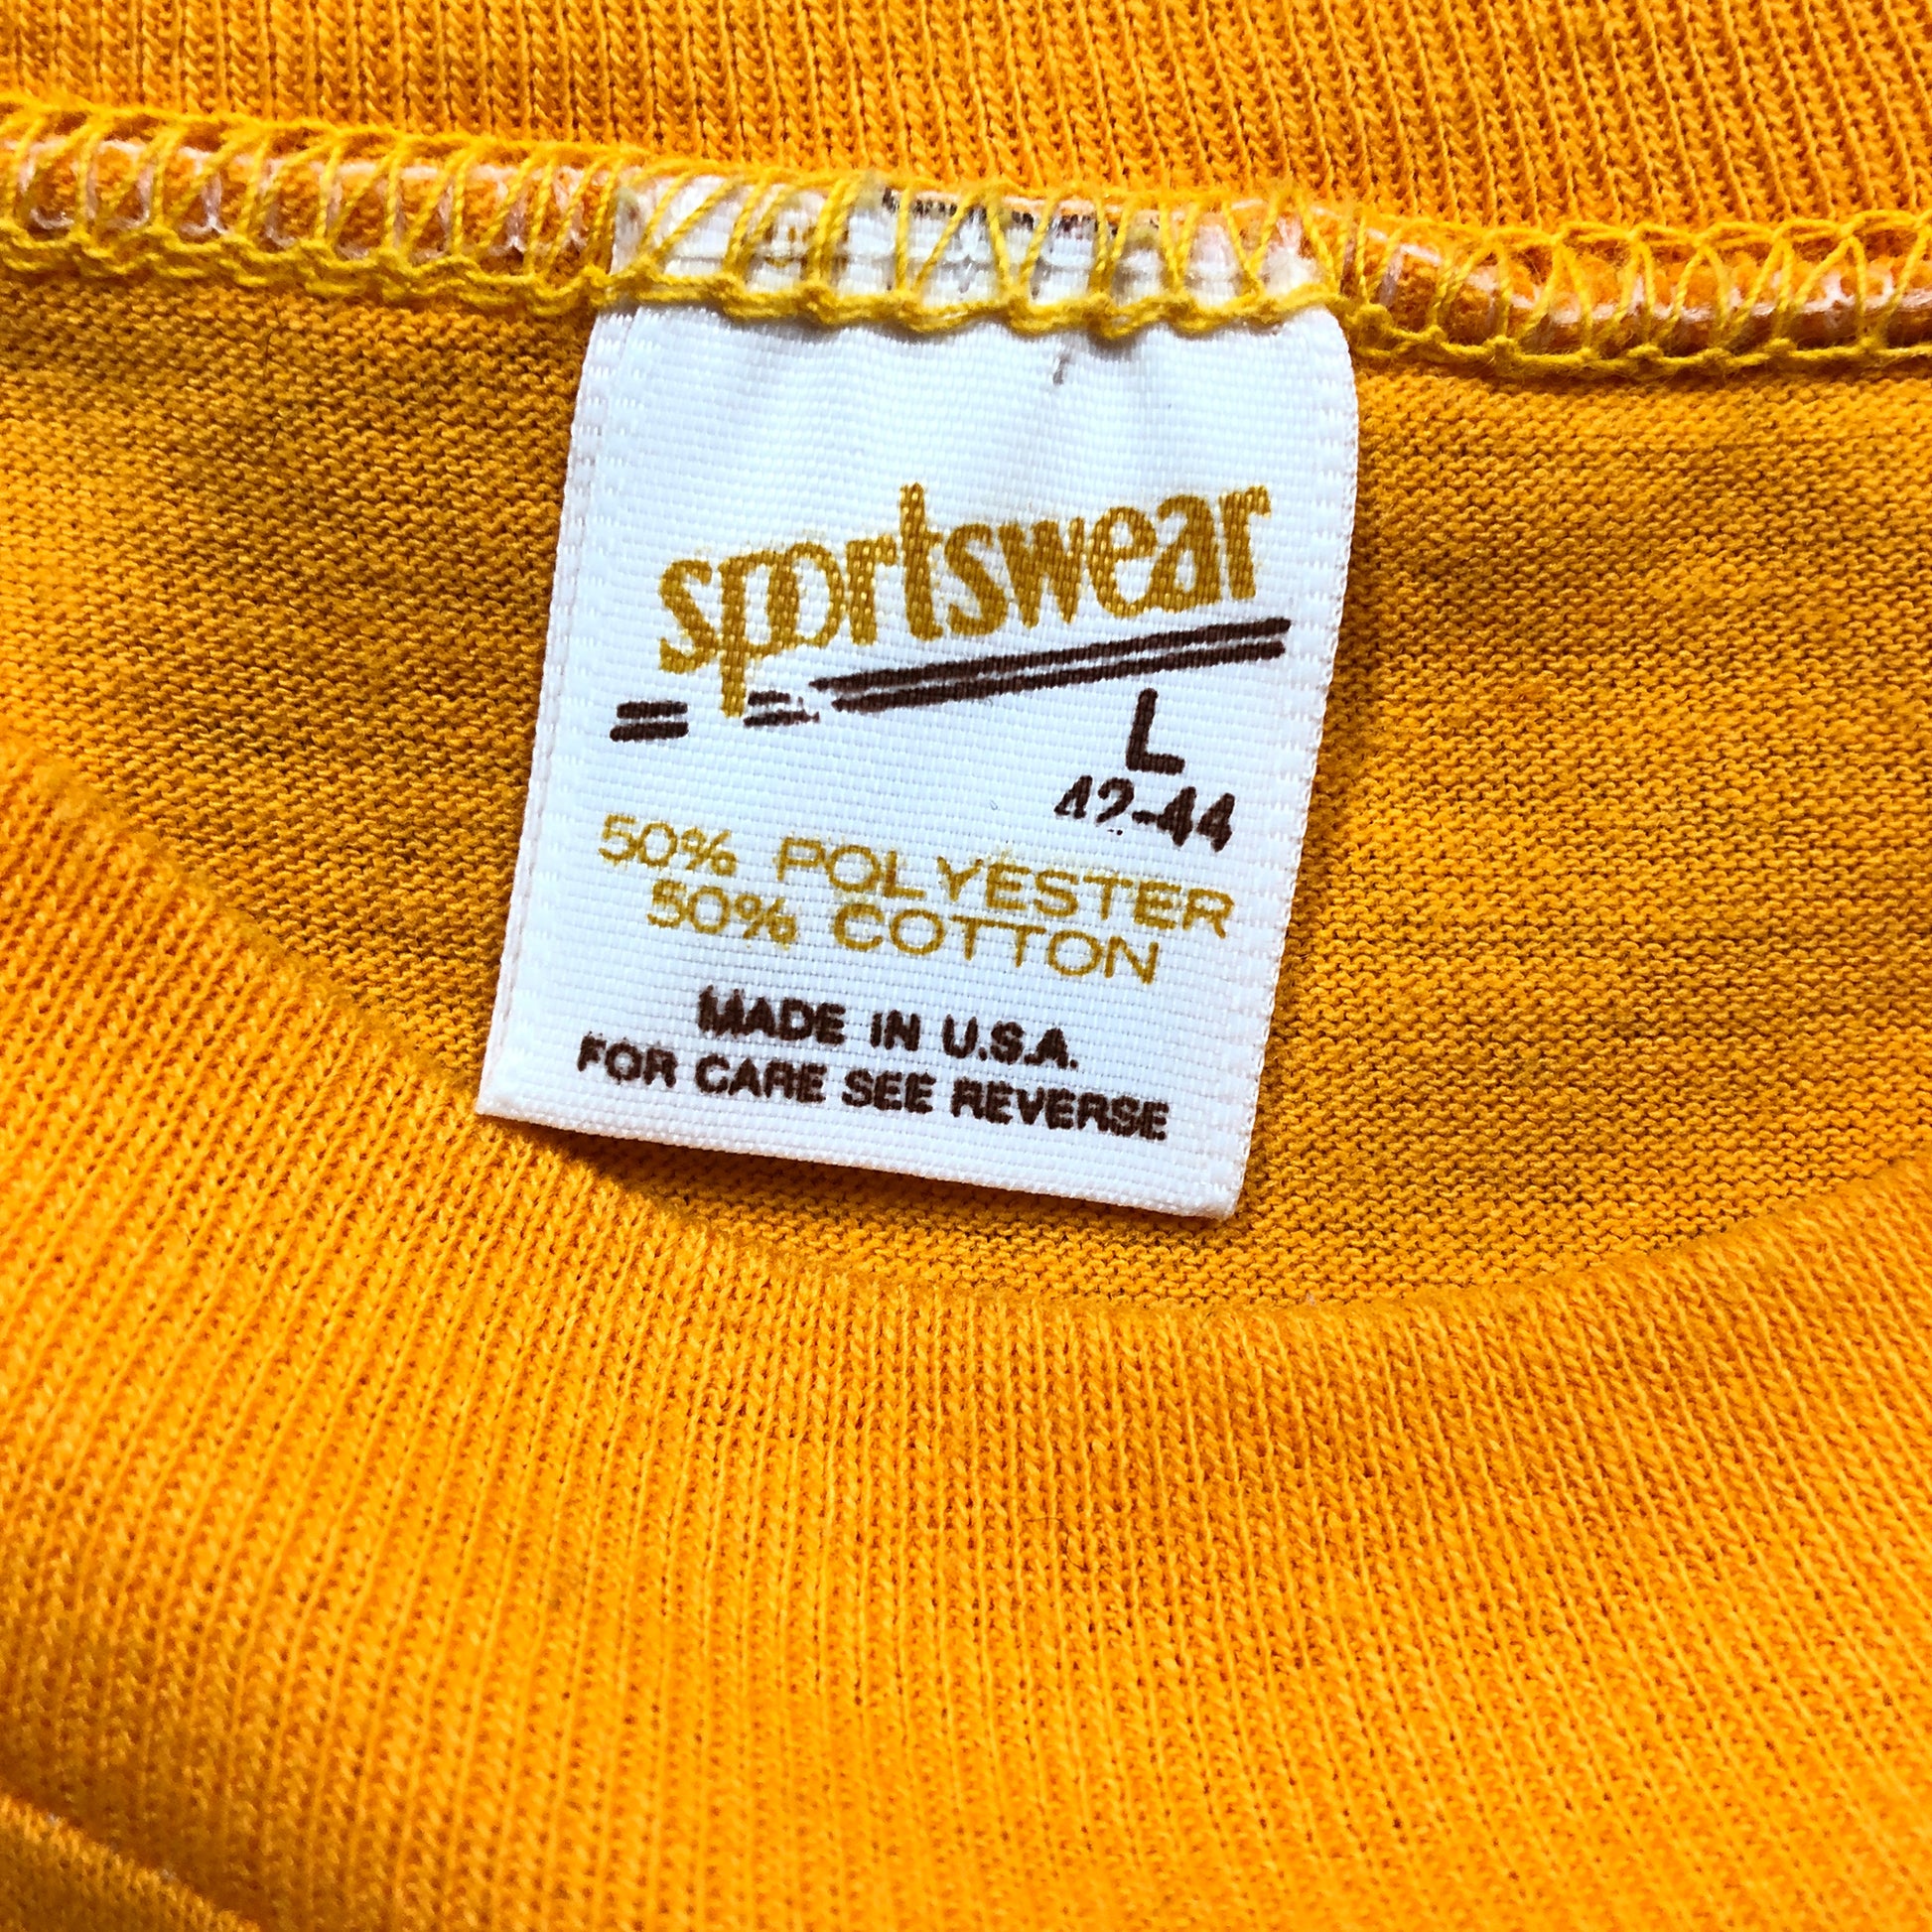 sportswear
L
42-44
50% POLYESTER
50% COTTON
MADE IN U.S.A.
FOR CARE SEE REVERSE